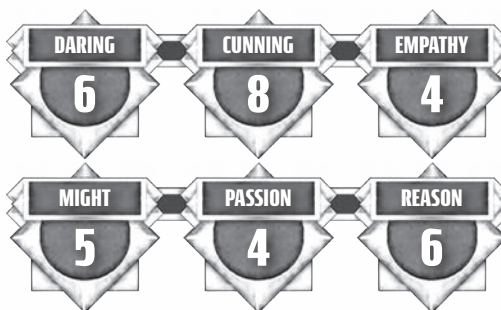 DARING CUNNING EMPATHY
6 8 4
MIGHT PASSION REASON
5 4 6